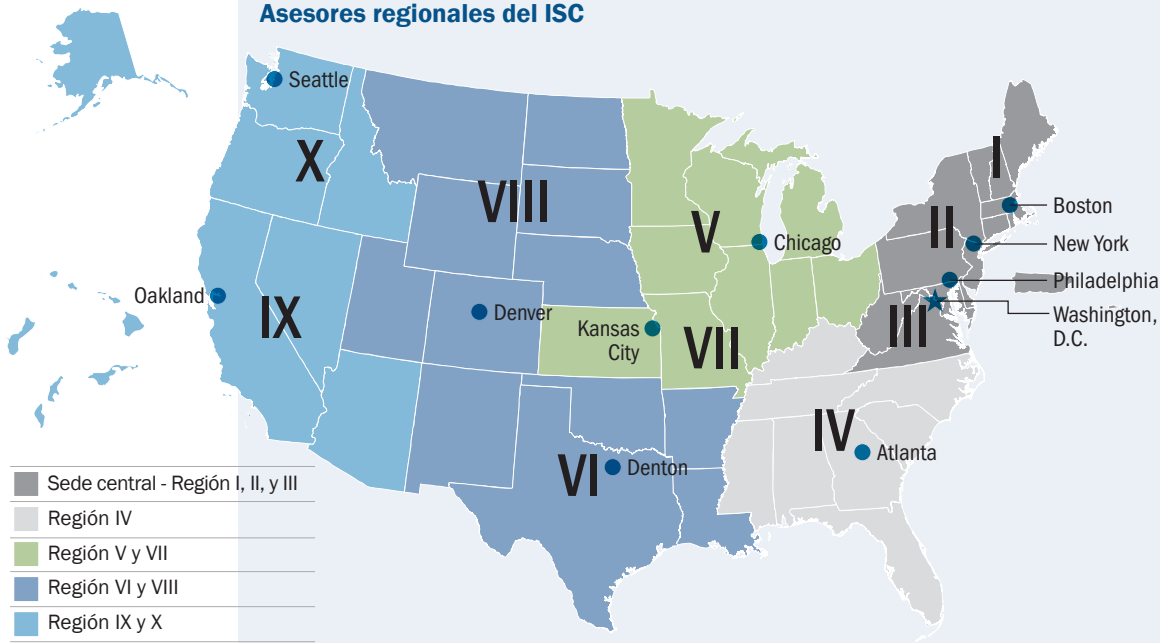 Asesores regionales del ISC
Seattle
X
VIII
I
V
II
Boston
Chicago
New York
Philadelphia
Oakland
IX
Denver
Washington,
D.C.
Kansas
City
VII
III
IV
Atlanta
VI
Denton
Sede central - Región I, II, y III
Región IV
Región V y VII
Región VI y VIII
Región IX y X